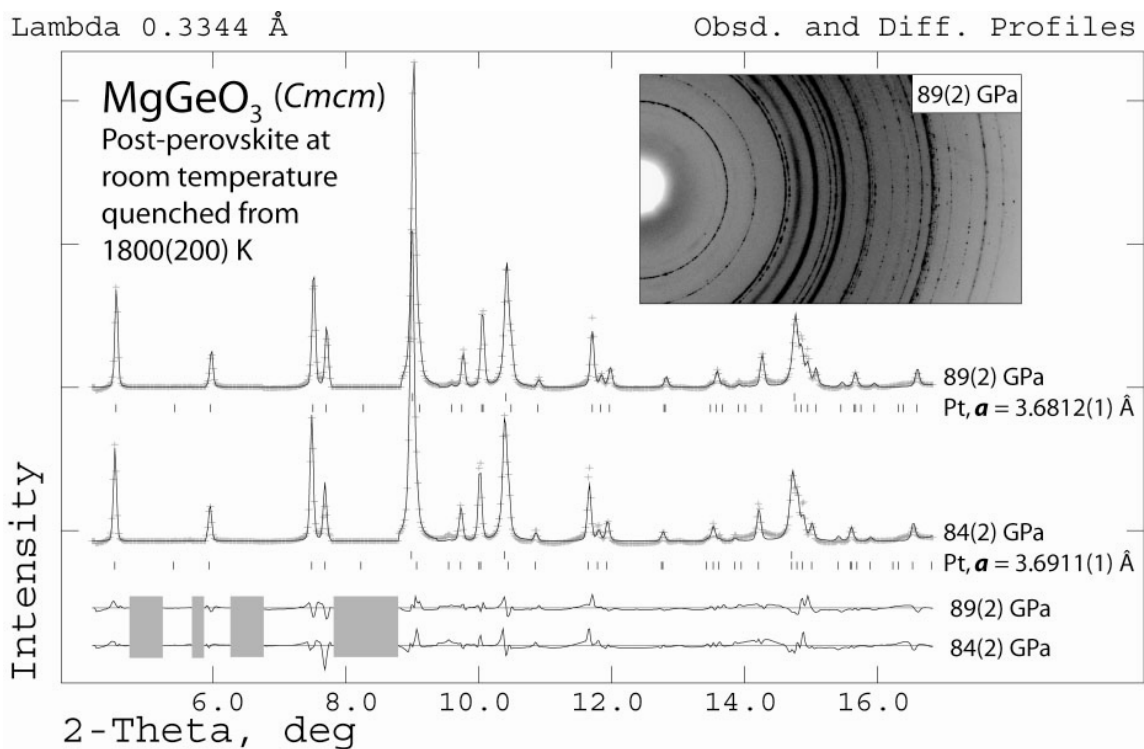 Lambda 0.3344 Å
Obsd. and Diff. Profiles
MgGeO₃ (Cmcm)
Post-perovskite at
room temperature
quenched from
1800(200) K
89(2) GPa
89(2) GPa
Pt, a = 3.6812(1) Å
84(2) GPa
Pt, a = 3.6911(1) Å
89(2) GPa
84(2) GPa
Intensity
6.0 8.0 10.0 12.0 14.0 16.0
2-Theta, deg